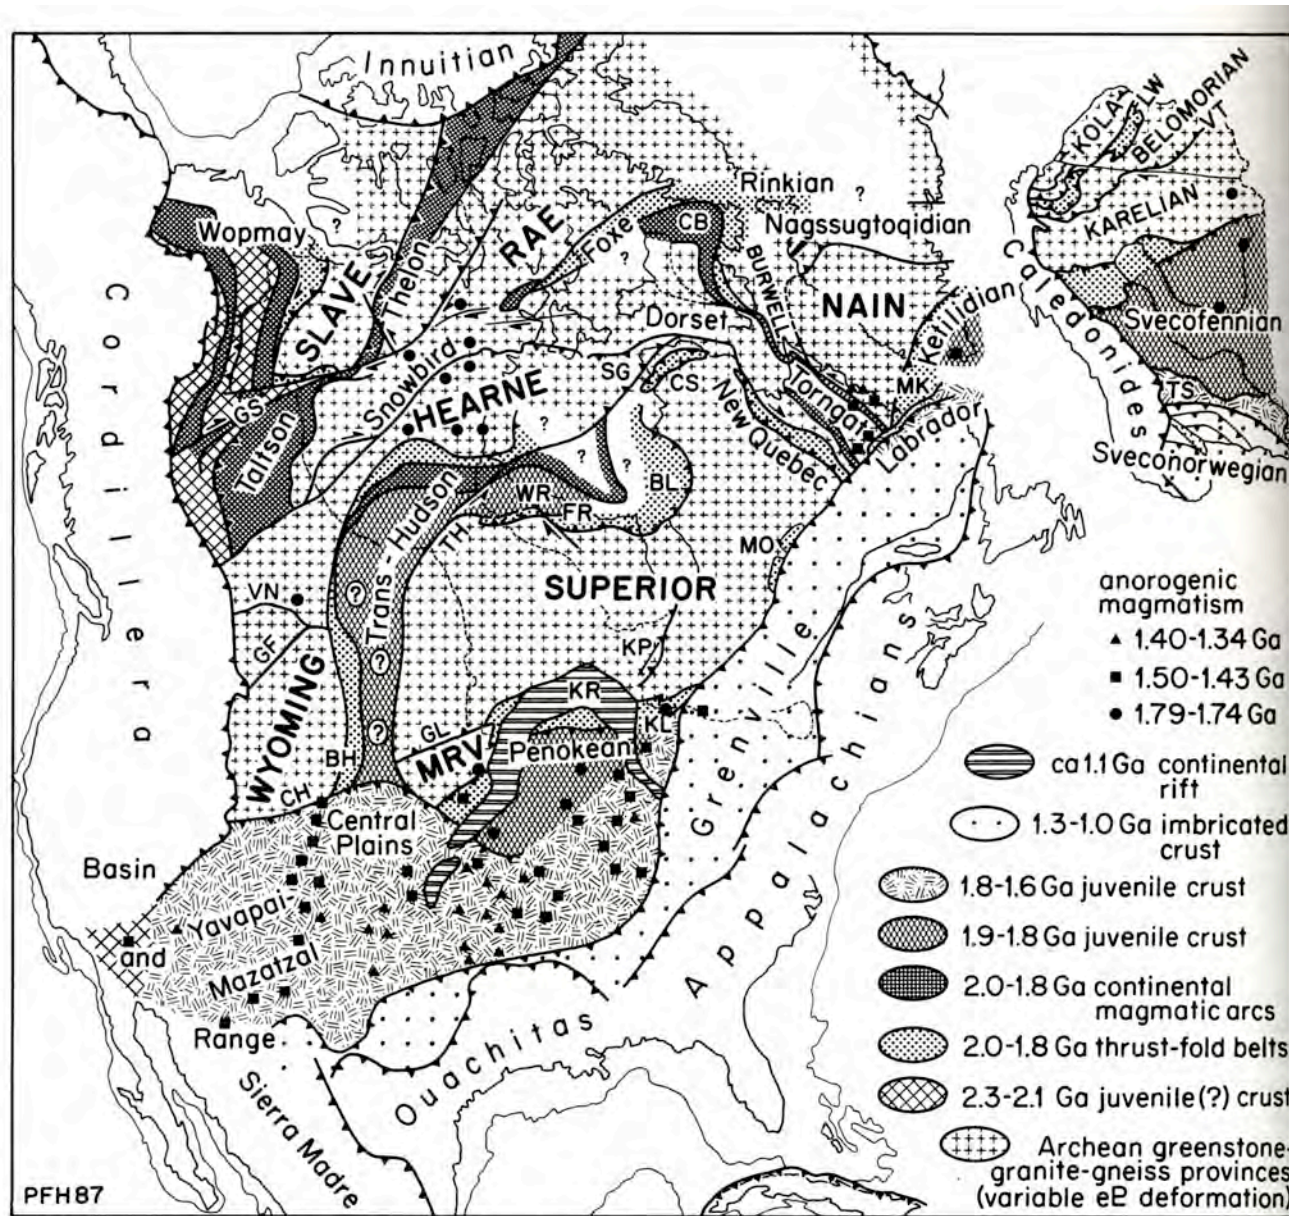 Innuitian
KOLA
LW
BELOMORIAN
VT
Rinkian
?
Wopmay
?
CB
Nagssugtoqidian
KARELIAN
Foxe
RAE
?
Thelon
BURWELL
NAIN
Caledonides
Cordillera
SLAVE
Dorset
Ketilidian
Svecofennian
Snowbird
SG
CS
MK
TS
GS
HEARNE
Torngat
New Québec
Labrador
Taltson
?
?
?
BL
Sveconorwegian
WR
FR
Trans-Hudson
TH
MO
SUPERIOR
anorogenic
magmatism
VN
?
1.40-1.34 Ga
GF
KP
?
1.50-1.43 Ga
WYOMING
KR
1.79-1.74 Ga
?
GL
KL
Penokean
BH
MRV
ca 1.1 Ga continental
rift
CH
Grenville
Central
Plains
1.3-1.0 Ga imbricated
crust
Appalachians
Basin
1.8-1.6 Ga juvenile crust
Yavapai-
and
1.9-1.8 Ga juvenile crust
Mazatzal
2.0-1.8 Ga continental
magmatic arcs
Range
Ouachitas
2.0-1.8 Ga thrust-fold belts
Sierra Madre
2.3-2.1 Ga juvenile(?) crust
Archean greenstone-
granite-gneiss provinces
PFH87
(variable eP deformation)